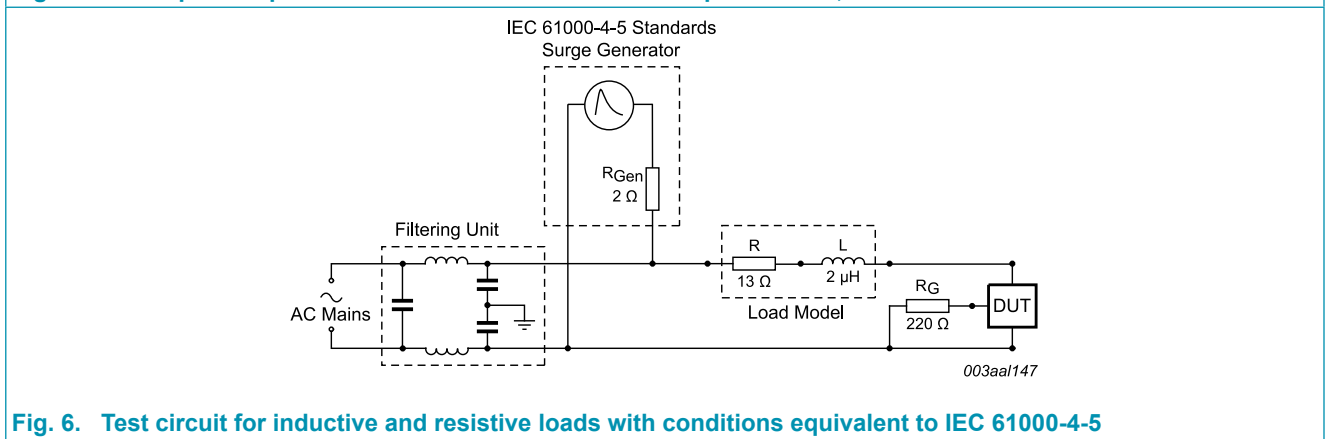 IEC 61000-4-5 Standards
Surge Generator
RGen
2 Ω
Filtering Unit
R
L
13 Ω
2 μH
Load Model
RG
220 Ω
DUT
AC Mains
003aal147
Fig. 6. Test circuit for inductive and resistive loads with conditions equivalent to IEC 61000-4-5